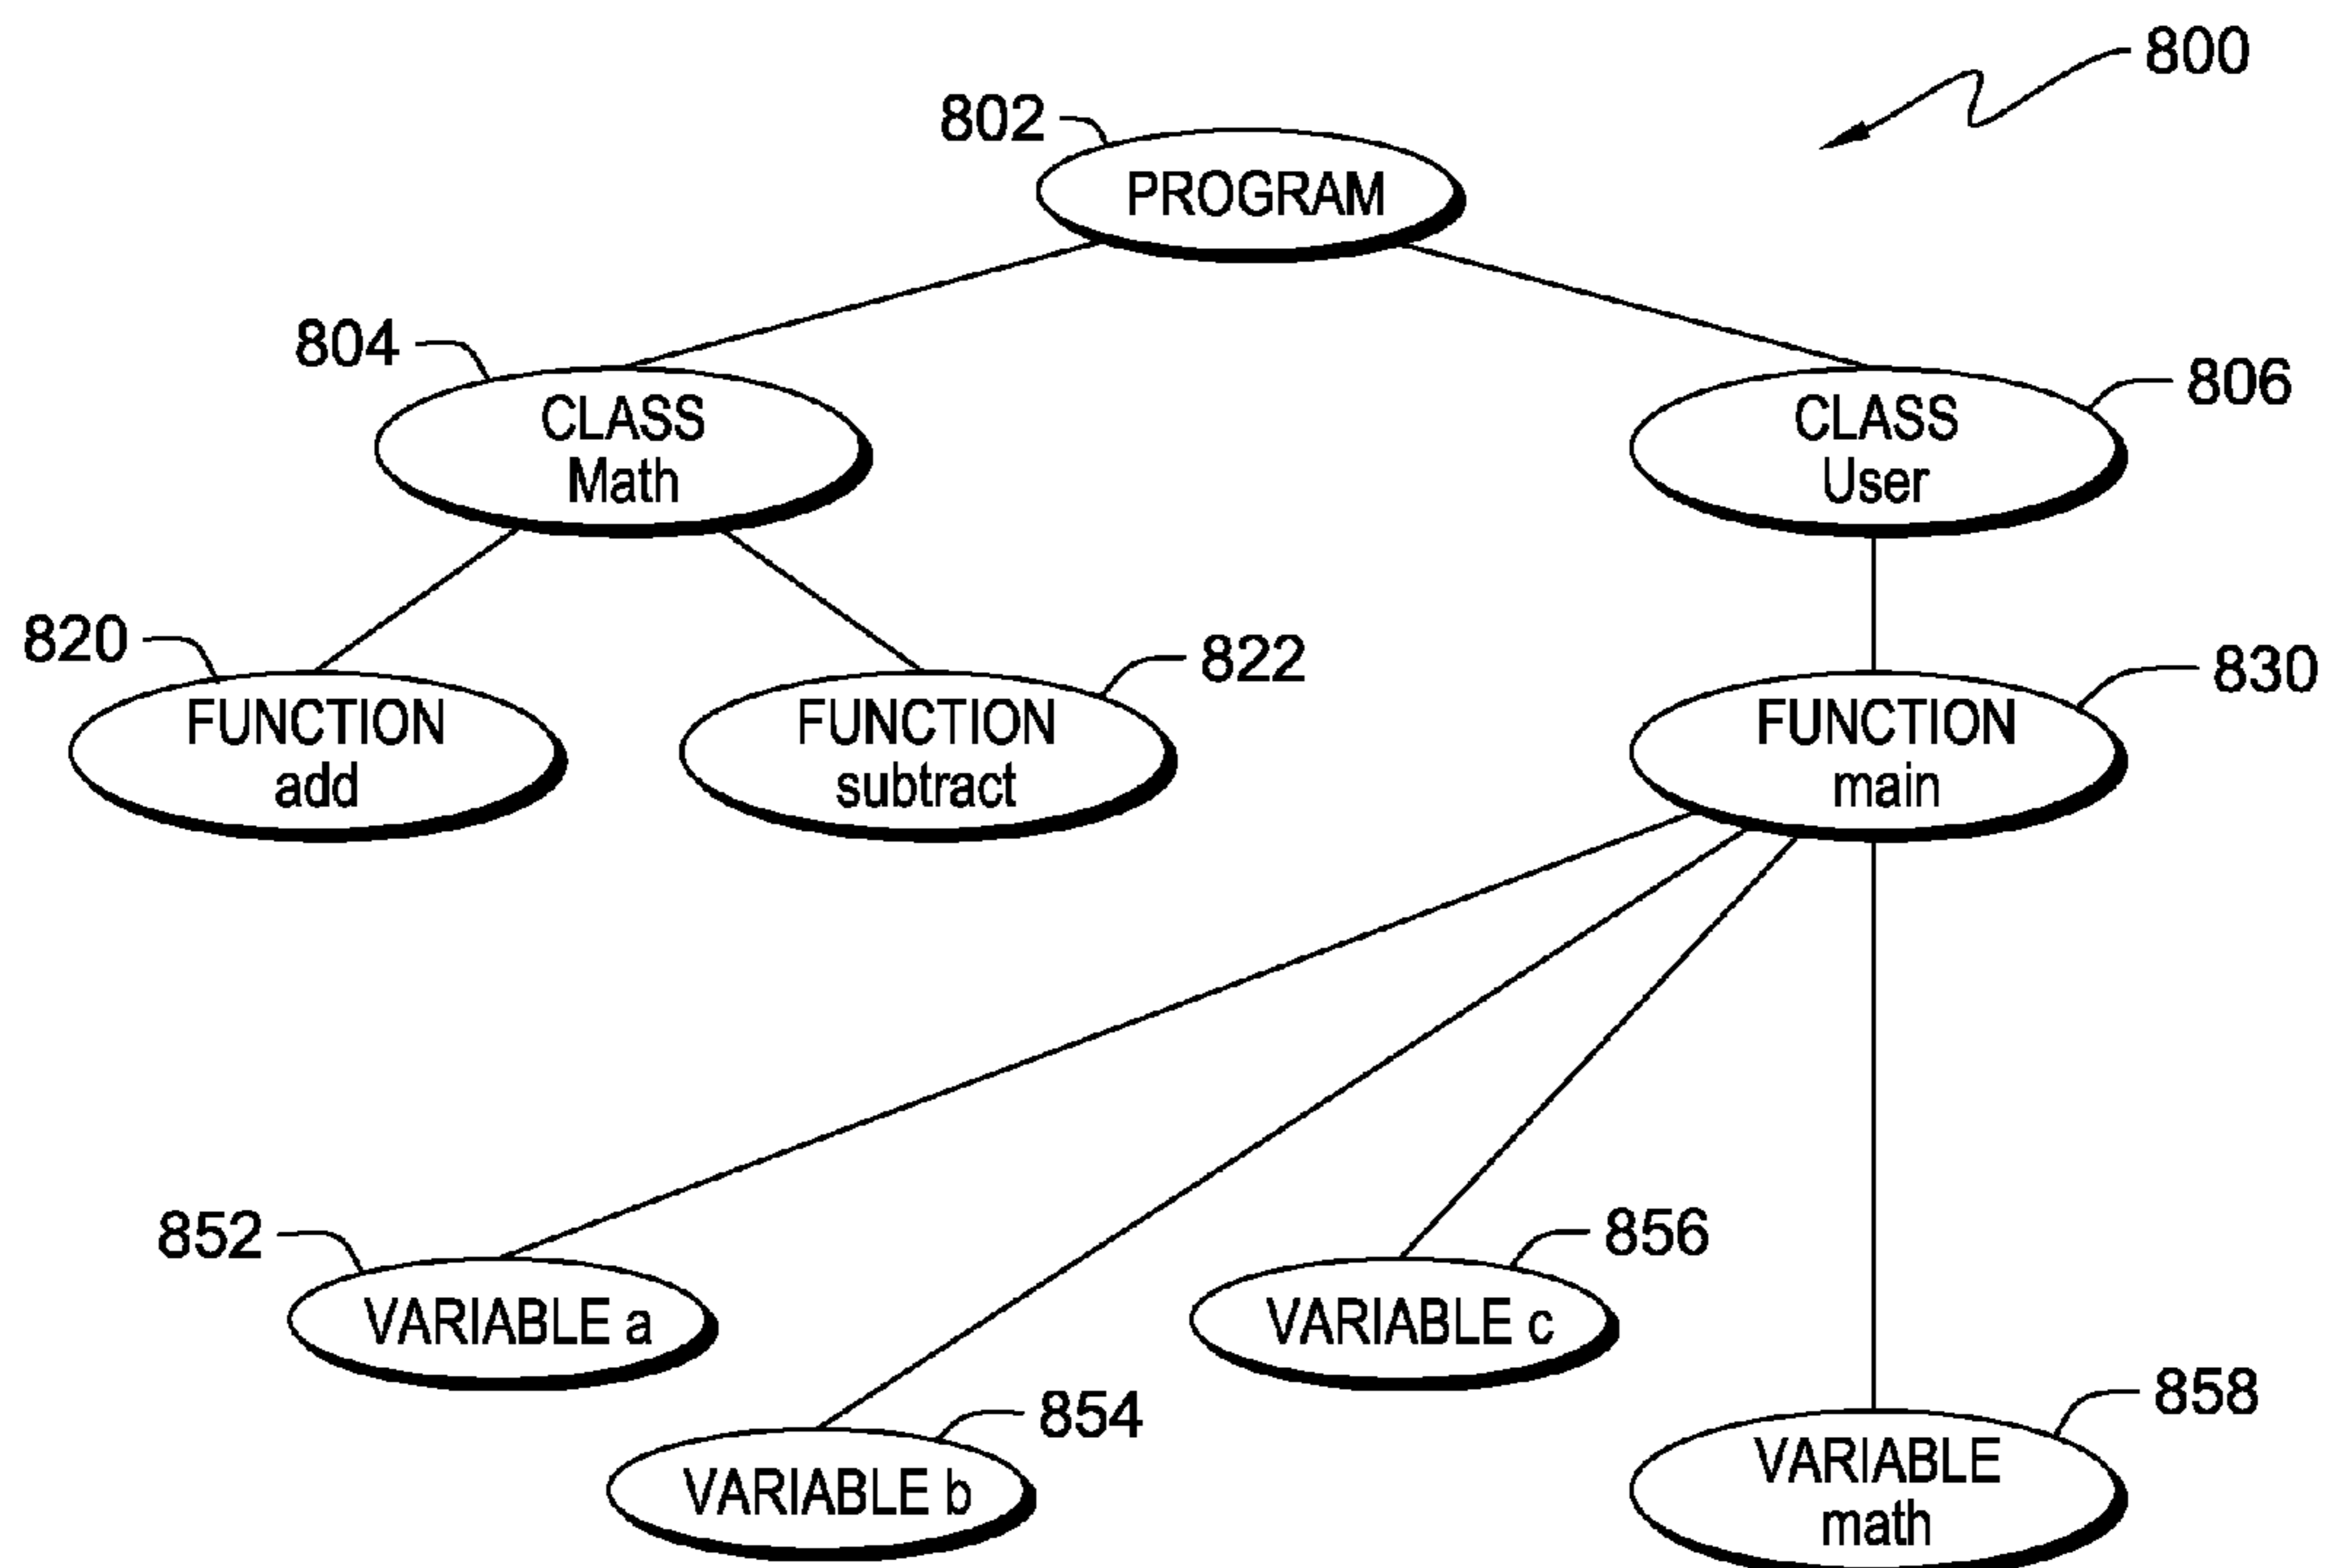 800
802
PROGRAM
804
CLASS
Math
806
CLASS
User
820
FUNCTION
add
822
FUNCTION
subtract
830
FUNCTION
main
852
VARIABLE a
854
VARIABLE b
856
VARIABLE c
858
VARIABLE
math